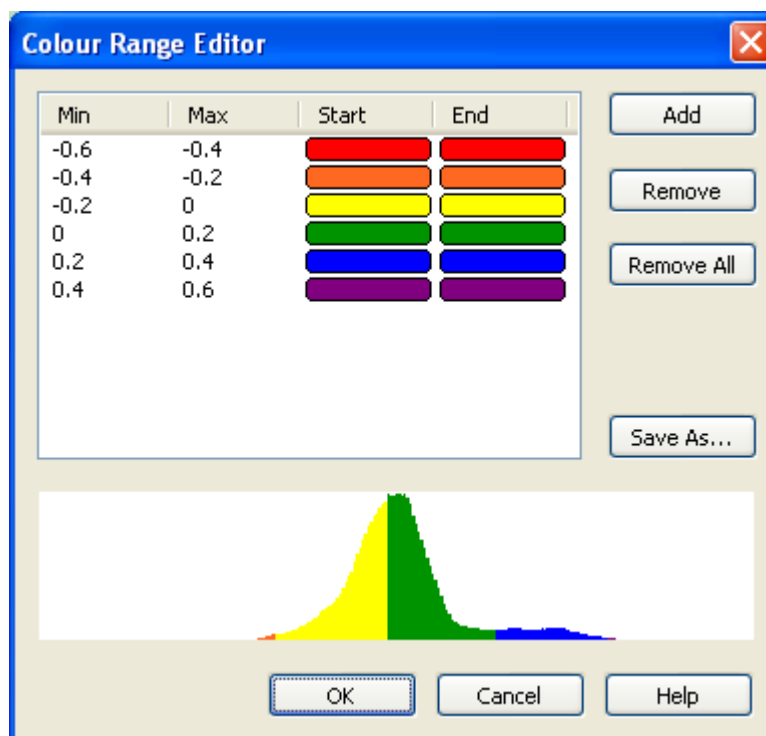 Colour Range Editor
Min Max Start End
-0.6 -0.4
-0.4 -0.2
-0.2 0
0 0.2
0.2 0.4
0.4 0.6
Add
Remove
Remove All
Save As...
OK Cancel Help